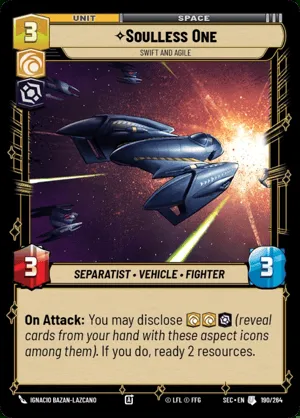 UNIT
SPACE
3
✧SOULLESS ONE
SWIFT AND AGILE
3
3
SEPARATIST • VEHICLE • FIGHTER
On Attack: You may disclose (reveal
cards from your hand with these aspect icons
among them). If you do, ready 2 resources.
IGNACIO BAZAN-LAZCANO
© LFL © FFG
SEC • EN
190/264